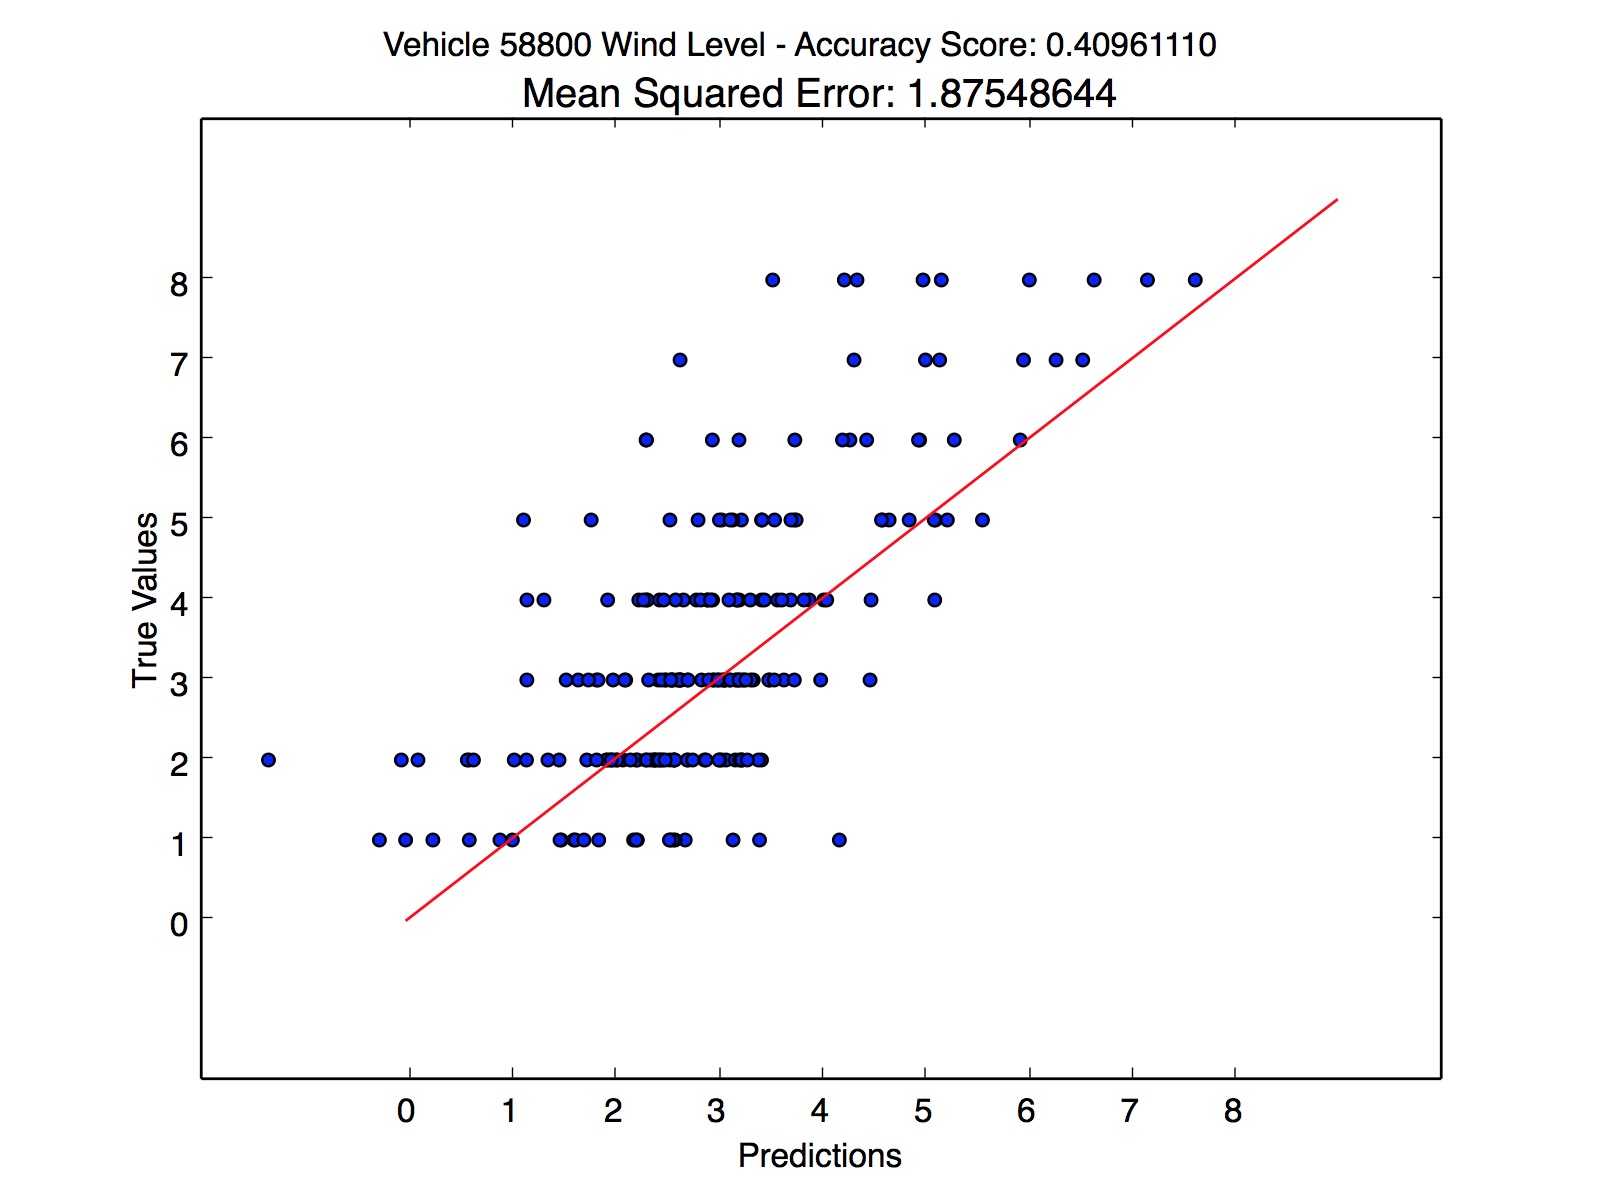 Vehicle 58800 Wind Level - Accuracy Score: 0.40961110
Mean Squared Error: 1.87548644
8
7
6
5
4
3
2
1
0
True Values
0 1 2 3 4 5 6 7 8
Predictions